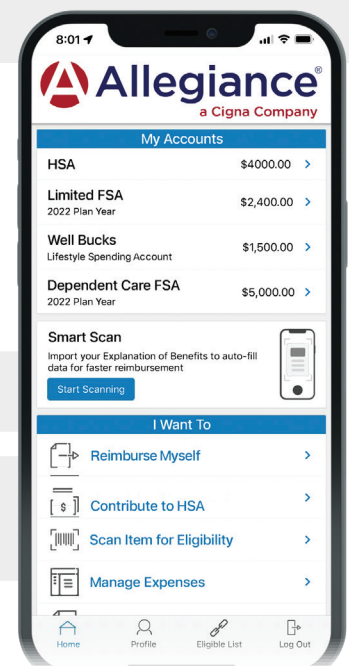 8:01
Allegiance®
a Cigna Company
My Accounts
HSA $4000.00 >
Limited FSA
2022 Plan Year
$2,400.00 >
Well Bucks
Lifestyle Spending Account
$1,500.00 >
Dependent Care FSA
2022 Plan Year
$5,000.00 >
Smart Scan
Import your Explanation of Benefits to auto-fill
data for faster reimbursement
Start Scanning
I Want To
Reimburse Myself >
$ Contribute to HSA >
Scan Item for Eligibility >
Manage Expenses >
Home Profile Eligible List Log Out